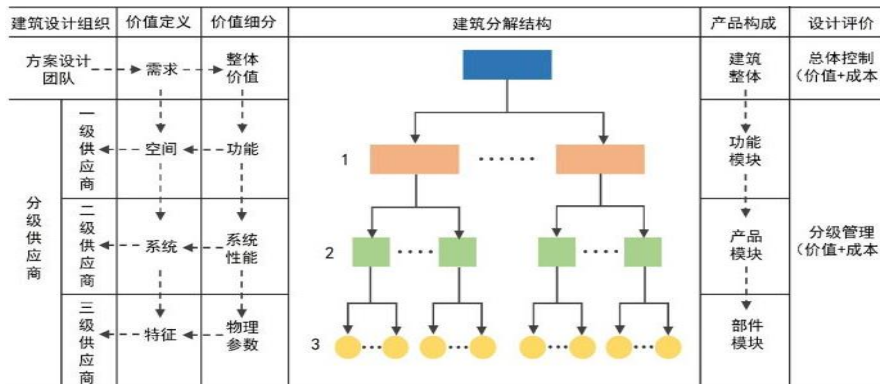 建筑设计组织 价值定义 价值细分 建筑分解结构 产品构成 设计评价
方案设计
团队
需求
整体
价值
建筑
整体
总体控制
(价值+成本
分级供应商
一级供应商
空间
功能
1
功能
模块
二级供应商
系统
系统
性能
2
产品
模块
分级管理
(价值+成本
三级供应商
特征
物理
参数
3
部件
模块